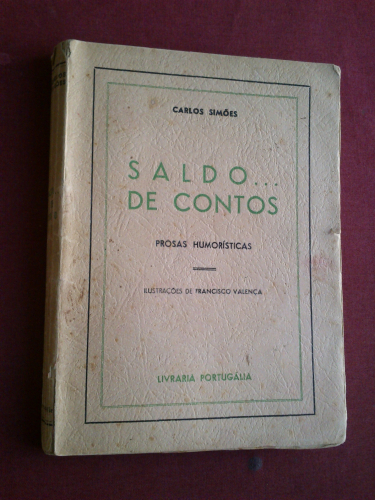 CARLOS SIMÕES
SALDO...
DE CONTOS
PROSAS HUMORÍSTICAS
ILUSTRAÇÕES DE FRANCISCO VALENÇA
LIVRARIA PORTUGÁLIA